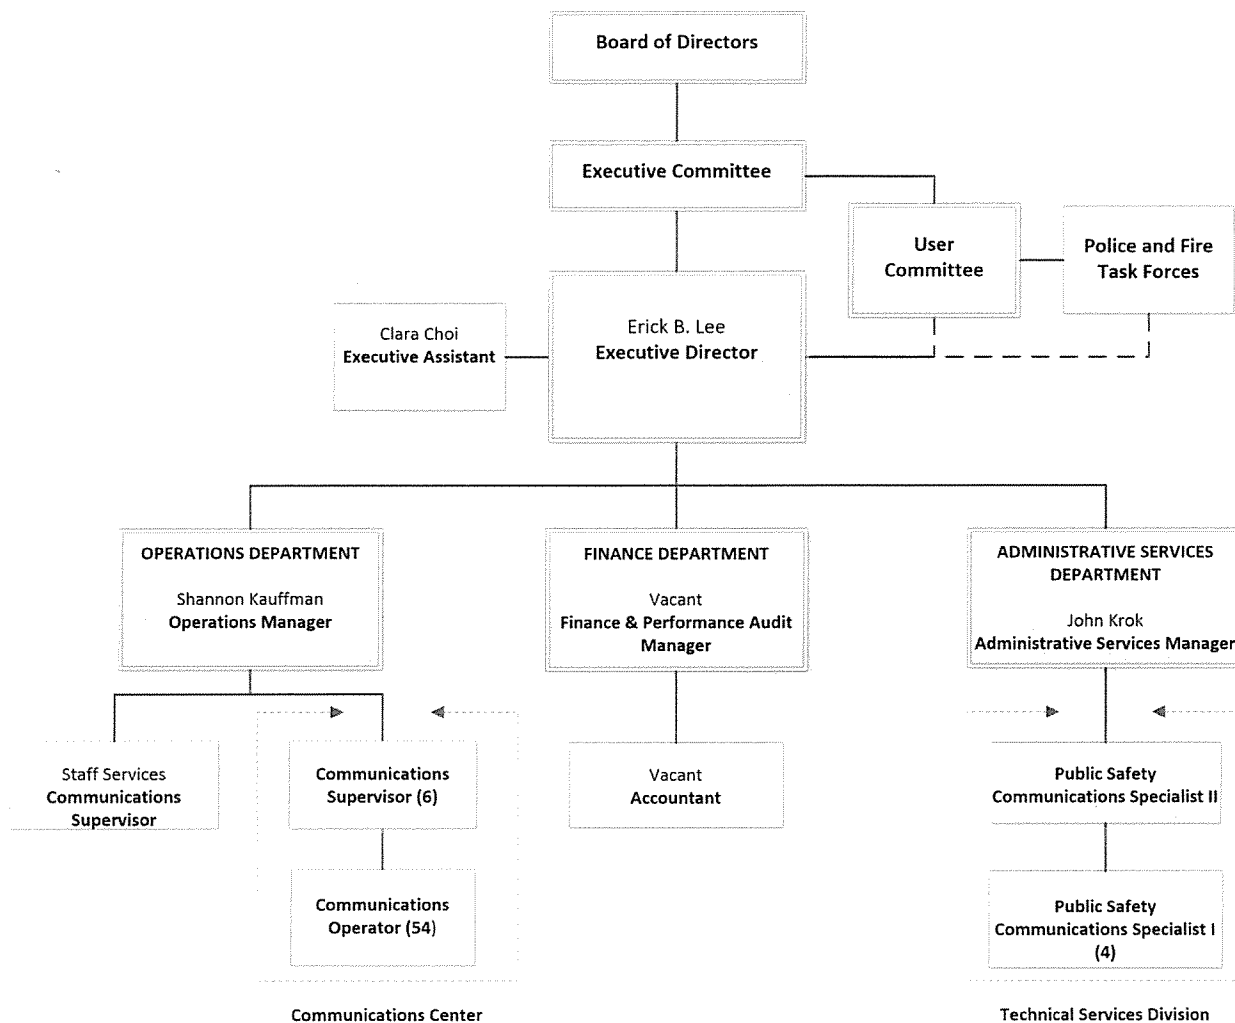 Board of Directors
Executive Committee
User
Committee
Police and Fire
Task Forces
Clara Choi
Executive Assistant
Erick B. Lee
Executive Director
OPERATIONS DEPARTMENT
Shannon Kauffman
Operations Manager
FINANCE DEPARTMENT
Vacant
Finance & Performance Audit
Manager
ADMINISTRATIVE SERVICES
DEPARTMENT
John Krok
Administrative Services Manager
Staff Services
Communications
Supervisor
Communications
Supervisor (6)
Vacant
Accountant
Public Safety
Communications Specialist II
Communications
Operator (54)
Public Safety
Communications Specialist I
(4)
Communications Center
Technical Services Division